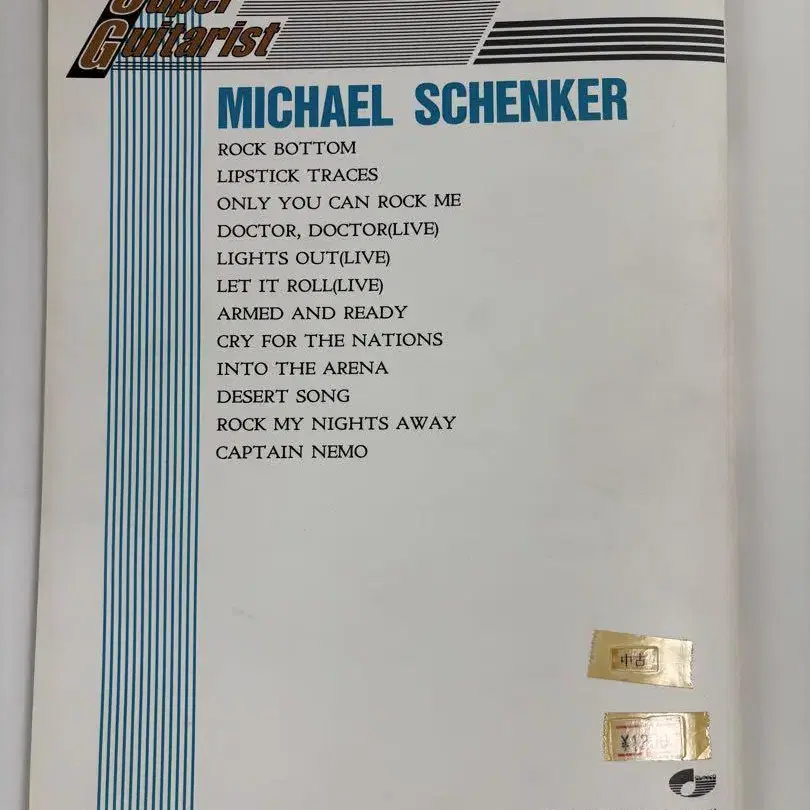 Super
Guitarist
MICHAEL SCHENKER
ROCK BOTTOM
LIPSTICK TRACES
ONLY YOU CAN ROCK ME
DOCTOR, DOCTOR(LIVE)
LIGHTS OUT(LIVE)
LET IT ROLL(LIVE)
ARMED AND READY
CRY FOR THE NATIONS
INTO THE ARENA
DESERT SONG
ROCK MY NIGHTS AWAY
CAPTAIN NEMO
中古